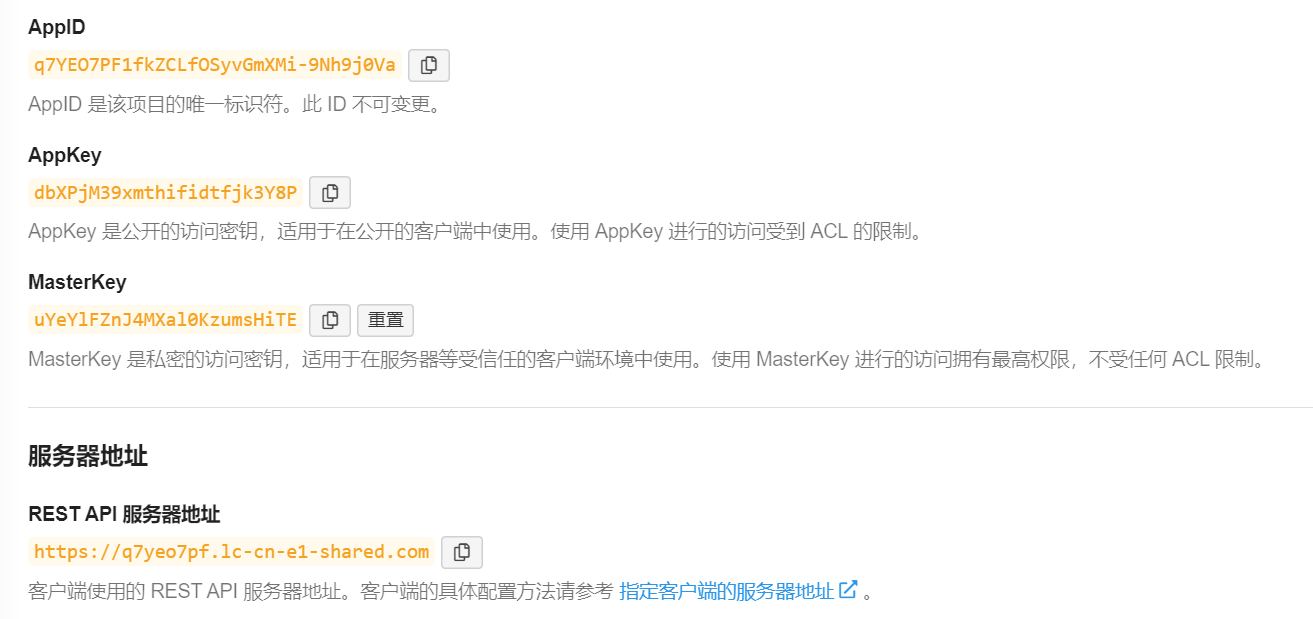 AppID
q7YEO7PF1fkZCLfOSyvGmXMi-9Nh9j0Va
AppID 是该项目的唯一标识符。此 ID 不可变更。
AppKey
dbXPjM39xmthifidtfjk3Y8P
AppKey 是公开的访问密钥，适用于在公开的客户端中使用。使用 AppKey 进行的访问受到 ACL 的限制。
MasterKey
uYeYlFZnJ4MXal0KzumsHiTE
重置
MasterKey 是私密的访问密钥，适用于在服务器等受信任的客户端环境中使用。使用 MasterKey 进行的访问拥有最高权限，不受任何 ACL 限制。
服务器地址
REST API 服务器地址
https://q7yeo7pf.lc-cn-e1-shared.com
客户端使用的 REST API 服务器地址。客户端的具体配置方法请参考 指定客户端的服务器地址 。